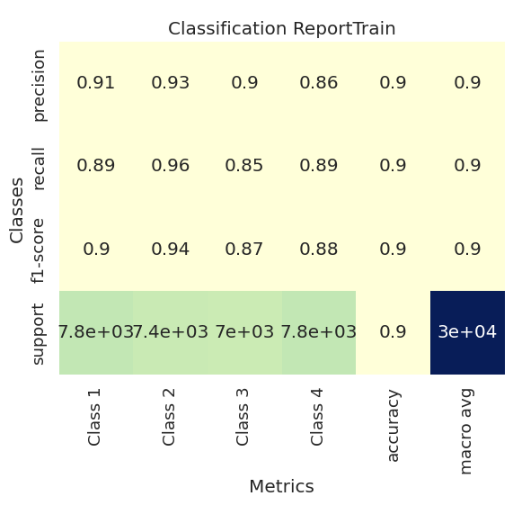 Classification ReportTrain
precision 0.91 0.93 0.9 0.86 0.9 0.9
recall 0.89 0.96 0.85 0.89 0.9 0.9
f1-score 0.9 0.94 0.87 0.88 0.9 0.9
support 7.8e+03 7.4e+03 7e+03 7.8e+03 0.9 3e+04
Classes
Class 1 Class 2 Class 3 Class 4 accuracy macro avg
Metrics